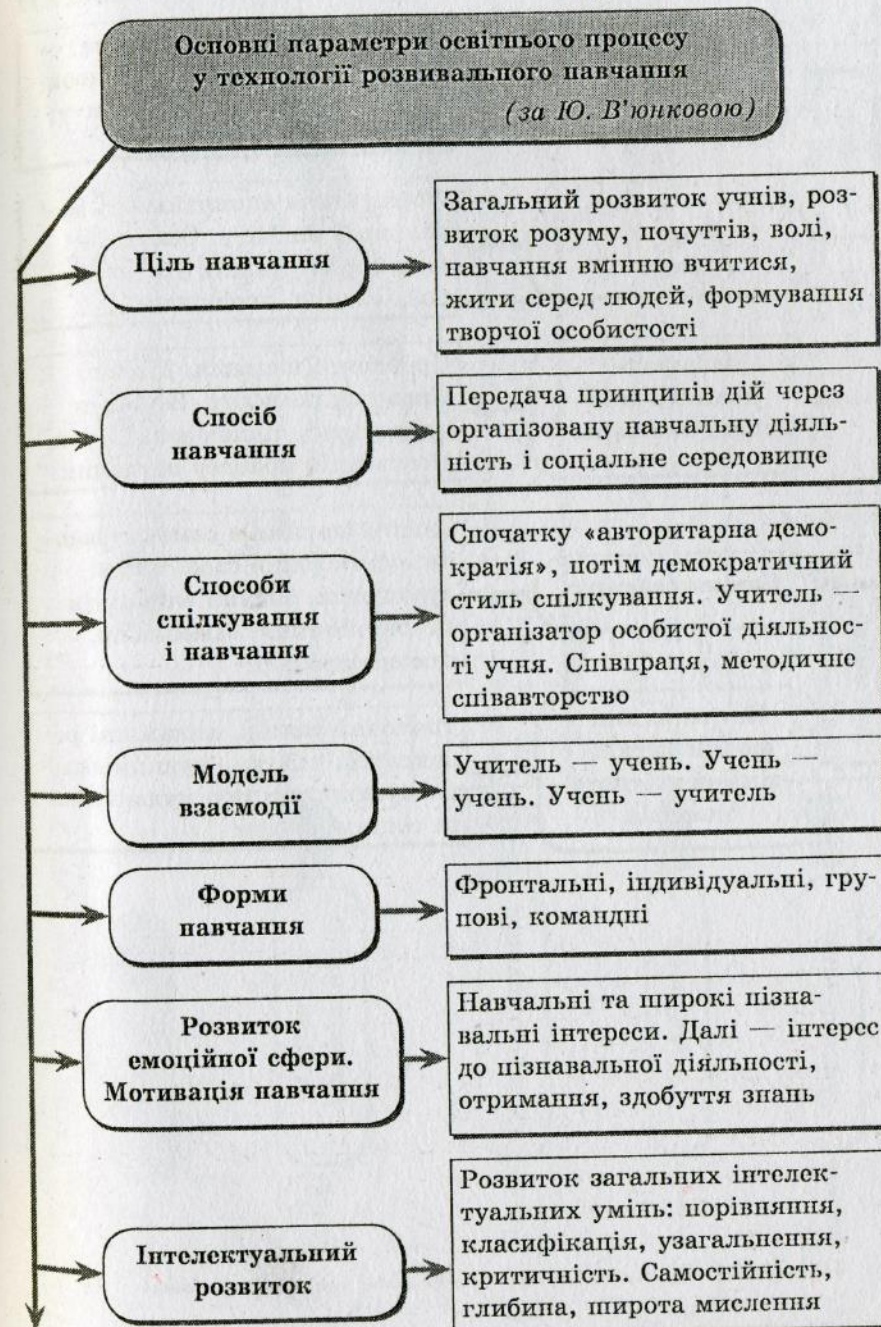 Основні параметри освітнього процесу
у технології розвивального навчання
(за Ю. В'юнковою)
Ціль навчання
Загальний розвиток учнів, роз-
виток розуму, почуттів, волі,
навчання вмінню вчитися,
жити серед людей, формування
творчої особистості
Спосіб
навчання
Передача принципів дій через
організовану навчальну діяль-
ність і соціальне середовище
Способи
спілкування
і навчання
Спочатку «авторитарна демо-
кратія», потім демократичний
стиль спілкування. Учитель —
організатор особистої діяльнос-
ті учня. Співпраця, методичне
співавторство
Модель
взаємодії
Учитель — учень. Учень —
учень. Учень — учитель
Форми
навчання
Фронтальні, індивідуальні, гру-
пові, командні
Розвиток
емоційної сфери.
Мотивація навчання
Навчальні та широкі пізна-
вальні інтереси. Далі — інтерес
до пізнавальної діяльності,
отримання, здобуття знань
Інтелектуальний
розвиток
Розвиток загальних інтелек-
туальних умінь: порівняння,
класифікація, узагальнення,
критичність. Самостійність,
глибина, широта мислення